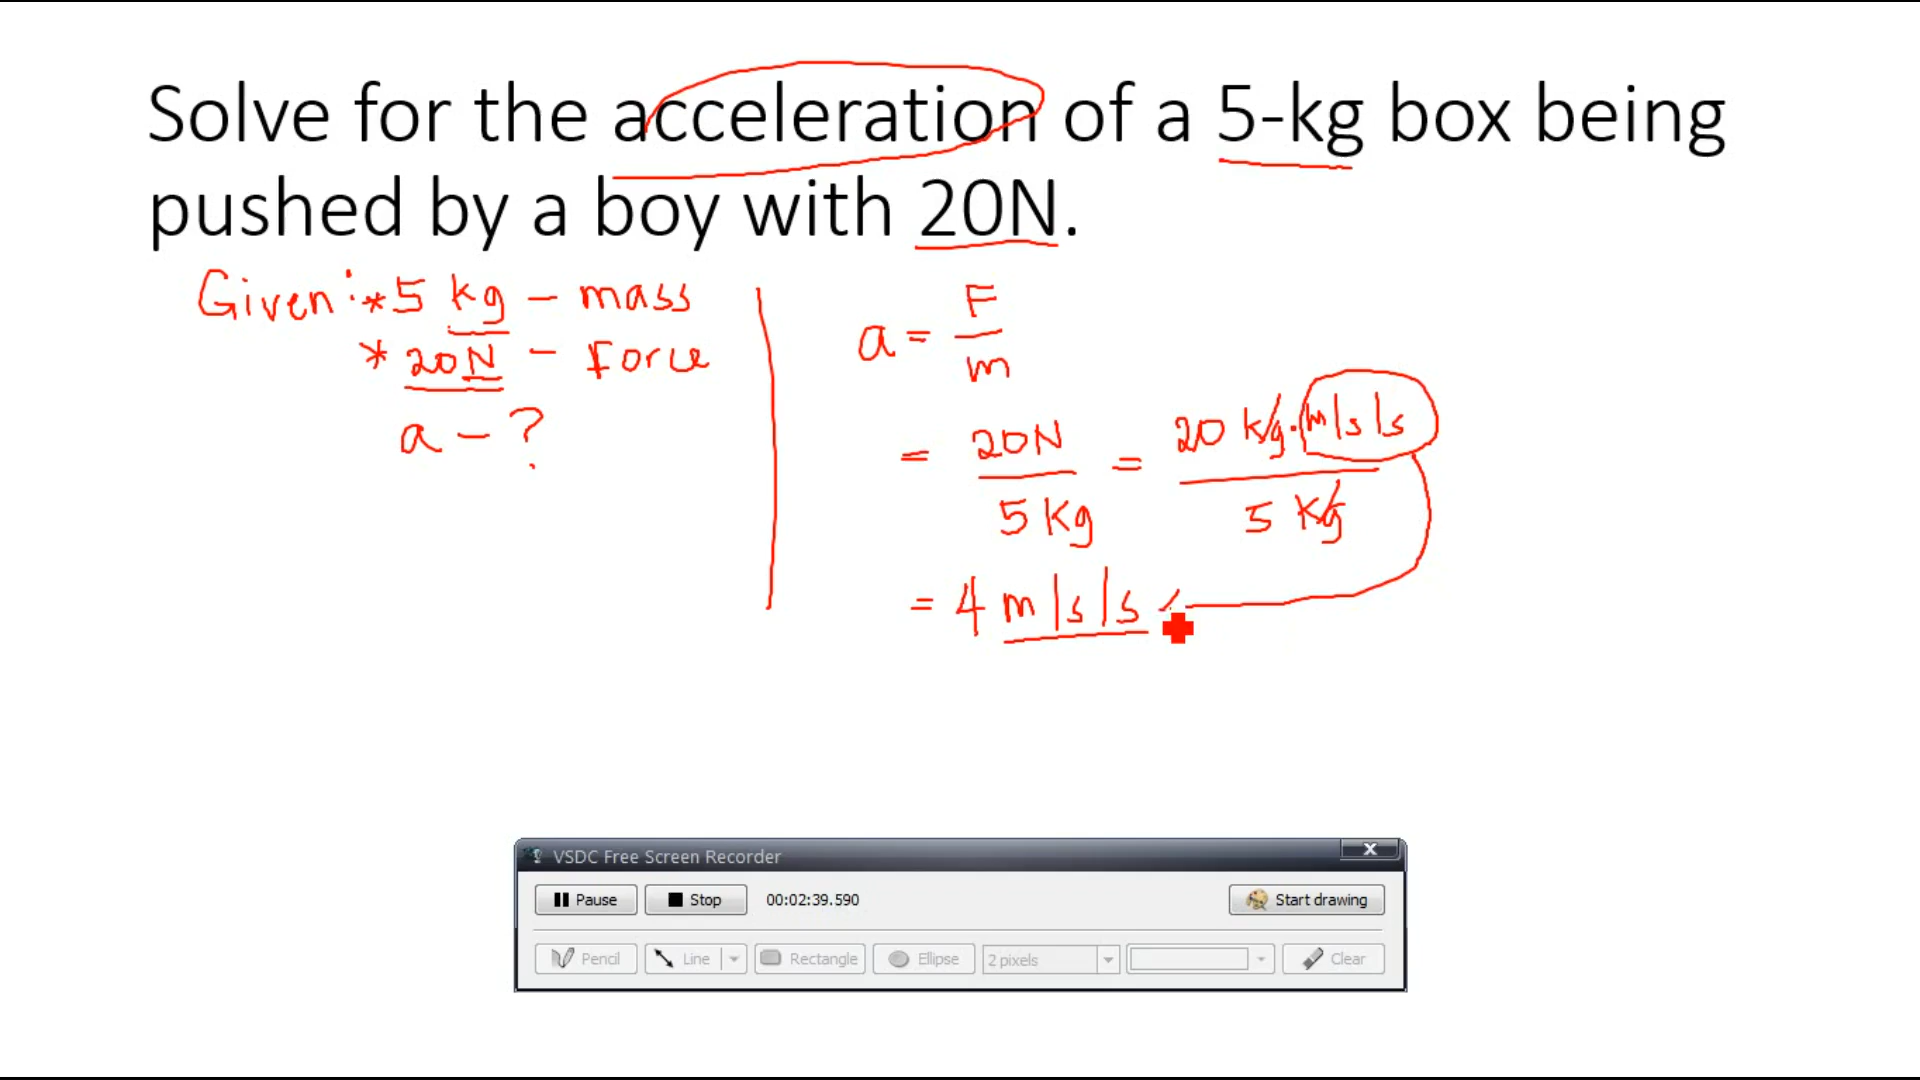 Solve for the acceleration of a 5-kg box being
pushed by a boy with 20N.
Given: *5 kg - mass
* 20N - Force
a - ?
a = F/m
= 20N/5 Kg = 20 kg·m/s/s / 5 Kg
= 4 m/s/s
VSDC Free Screen Recorder
Pause Stop 00:02:39.590 Start drawing
Pencil Line Rectangle Ellipse 2 pixels Clear